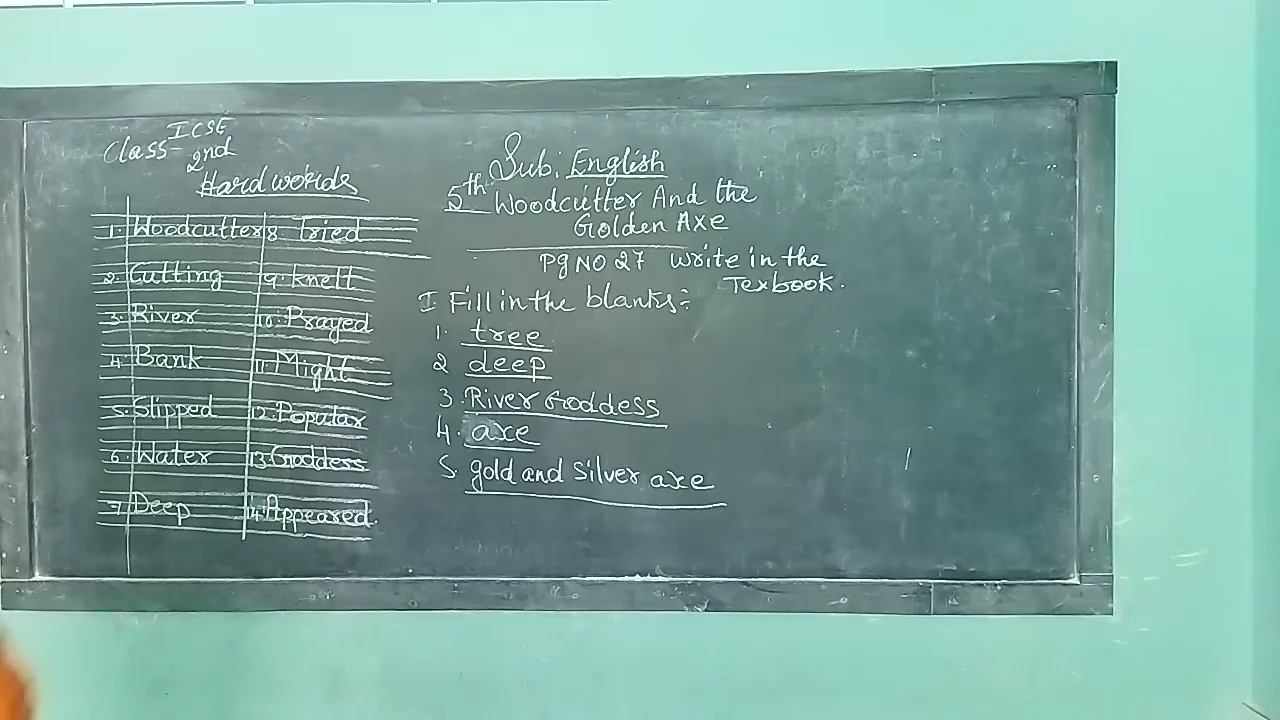 ICSE
Class- 2nd
Hard words
1. Woodcutter 8. Tried
2. Cutting 9. knelt
3. River 10. Prayed
4. Bank 11. Might
5. Slipped 12. Popular
6. Water 13. Goddess
7. Deep 14. Appeared.
Sub: English
5th Woodcutter And the
Golden Axe
Pg NO 27 Write in the
Texbook.
I Fill in the blanks:
1. tree
2 deep
3. River Goddess
4. axe
5. gold and silver axe